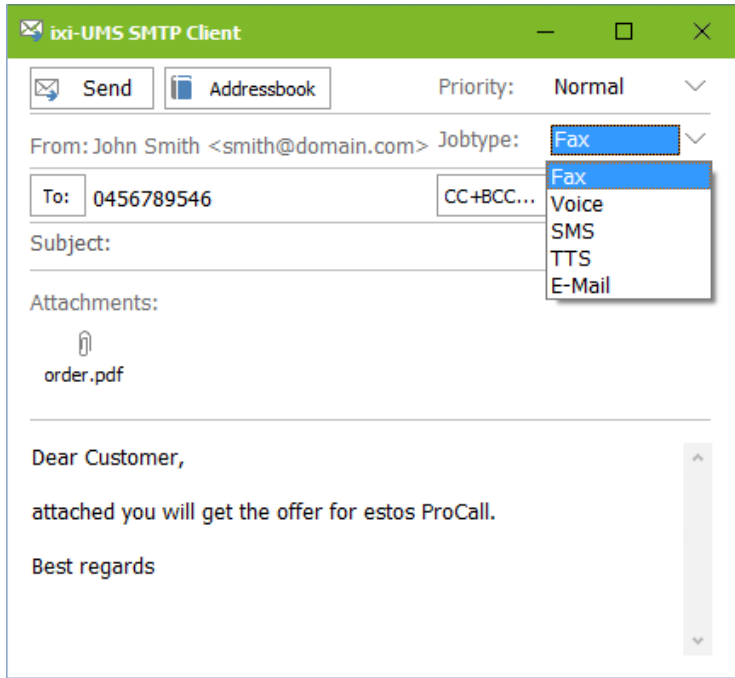 ixi-UMS SMTP Client
Send Addressbook Priority: Normal
From: John Smith <smith@domain.com> Jobtype: Fax
Fax
To: 0456789546 CC+BCC... Voice
SMS
Subject:
TTS
E-Mail
Attachments:
order.pdf
Dear Customer,
attached you will get the offer for estos ProCall.
Best regards